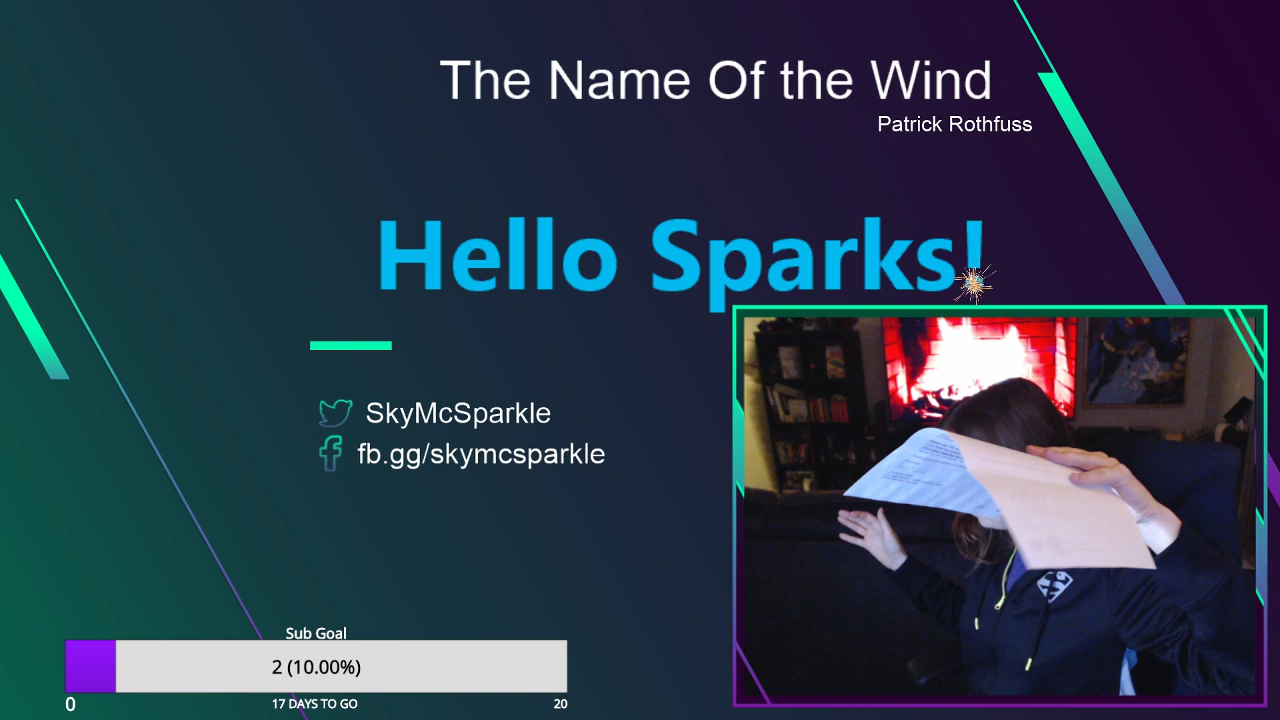 The Name Of the Wind
Patrick Rothfuss
Hello Sparks!
SkyMcSparkle
fb.gg/skymcsparkle
Sub Goal
2 (10.00%)
0
17 DAYS TO GO
20